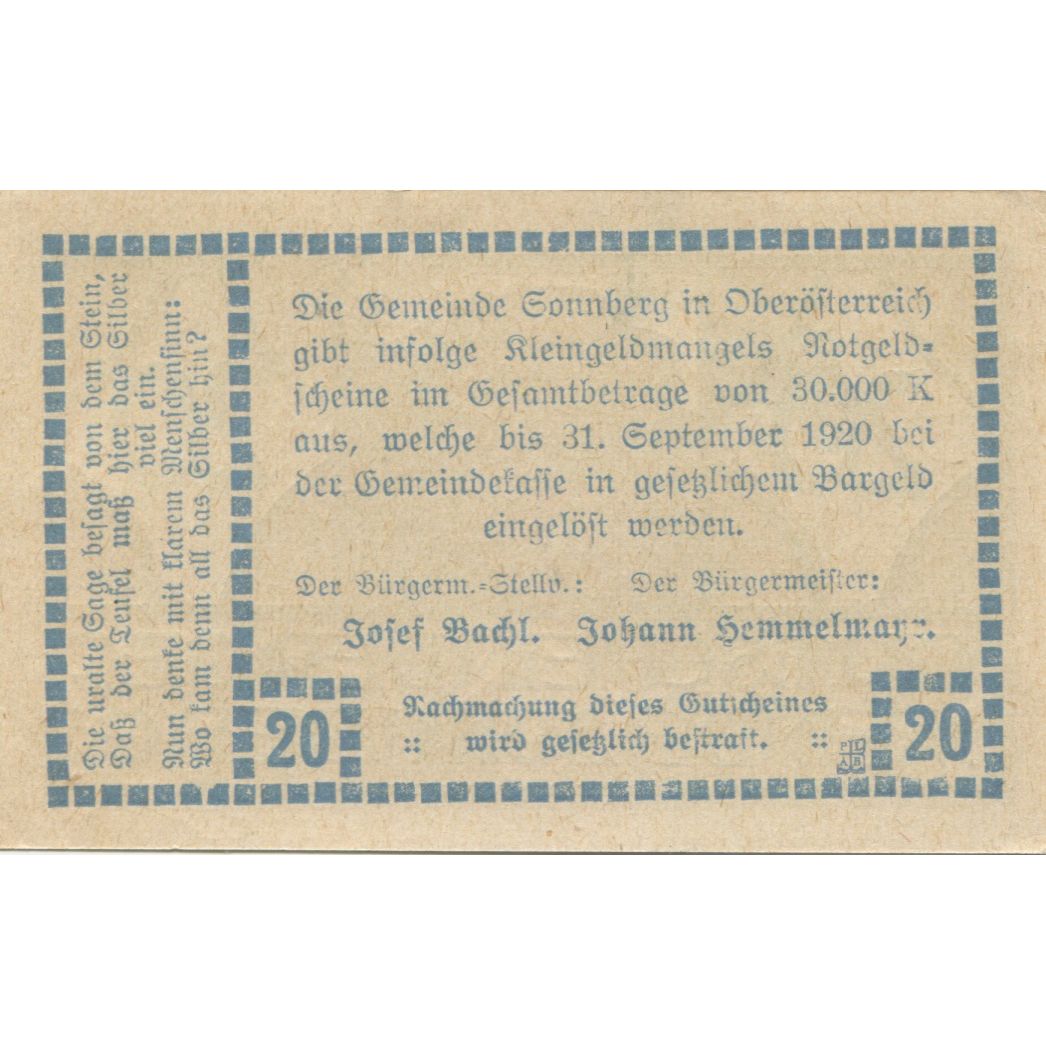 Die uralte Sage besagt von dem Stein,
Daß der Teufel maß hier das Silber
viel ein.
Nun denke mit klarem Menschensinn:
Wo kam denn all das Silber hin?
Die Gemeinde Sonnberg in Oberösterreich
gibt infolge Kleingeldmangels Notgeld-
scheine im Gesamtbetrage von 30.000 K
aus, welche bis 31. September 1920 bei
der Gemeindekasse in gesetzlichem Bargeld
eingelöst werden.
Der Bürgerm.-Stellv.: Der Bürgermeister:
Josef Bachl. Johann Hemmelmayr.
Nachmachung dieses Gutscheines
:: wird gesetzlich bestraft. ::
20 20
P L
A B